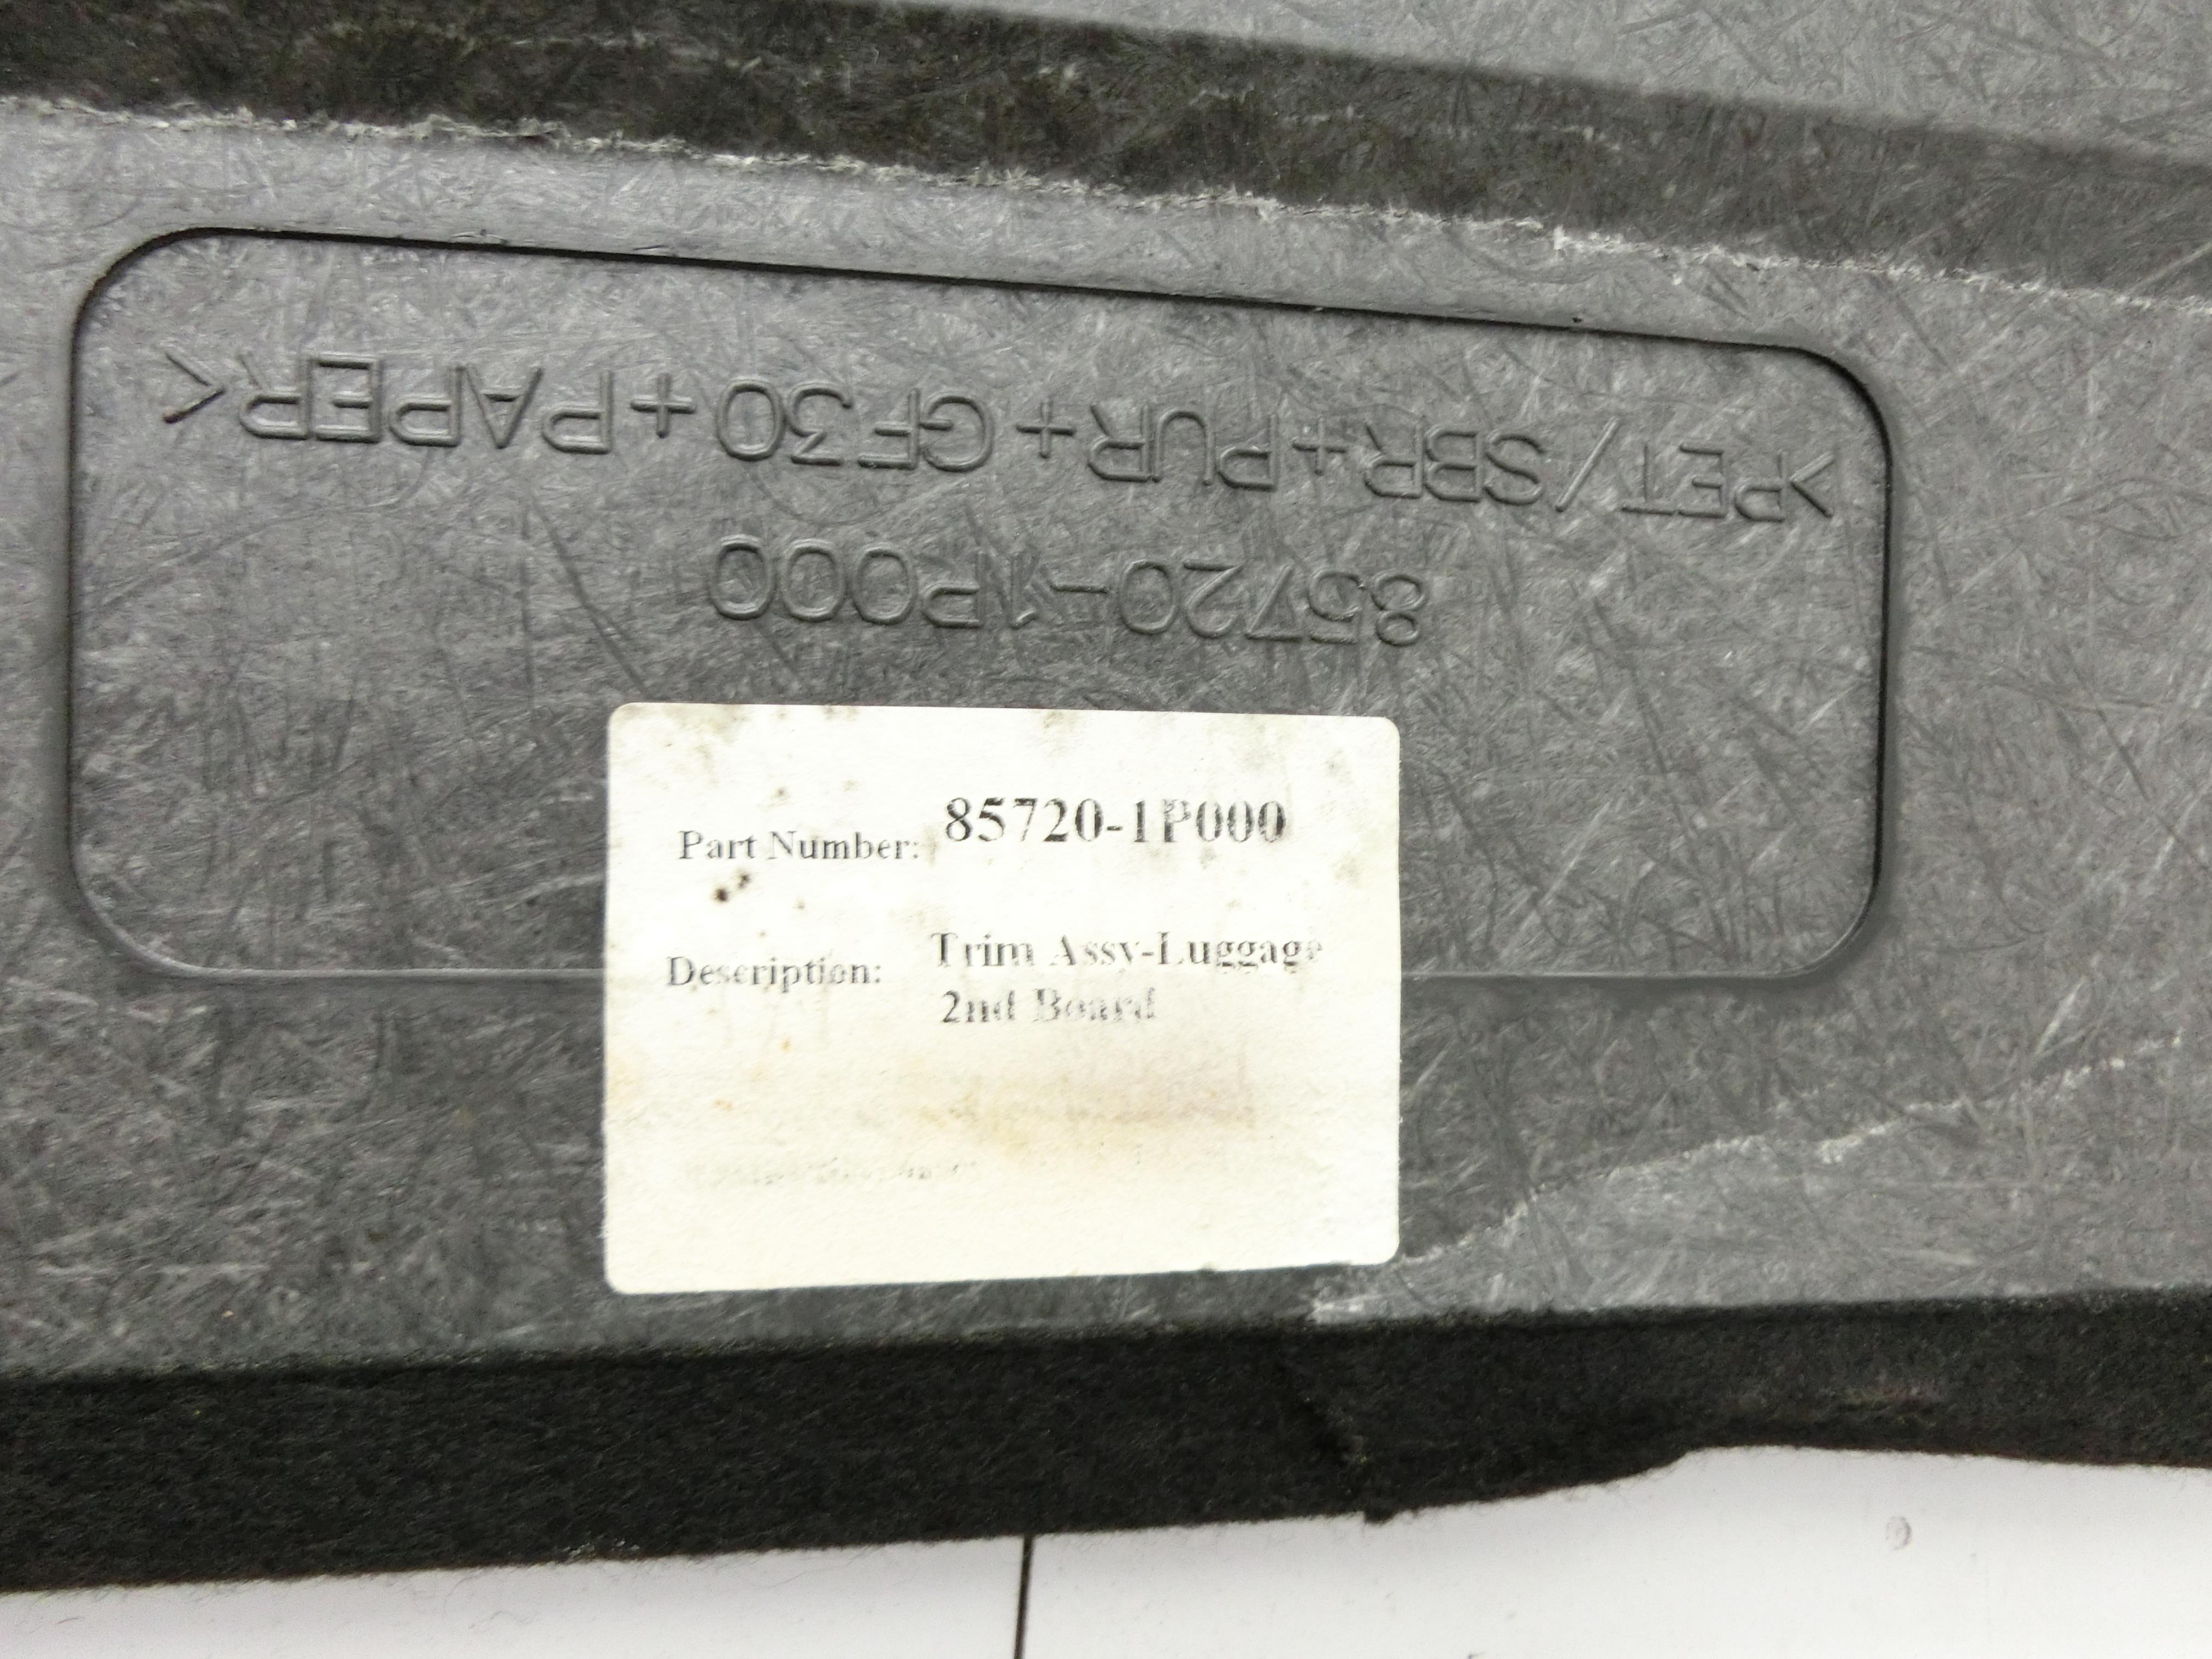 >PET/SBR+PUR+GF30+PAPER<
85720-1P000
Part Number: 85720-1P000
Description: Trim Assy-Luggage
2nd Board